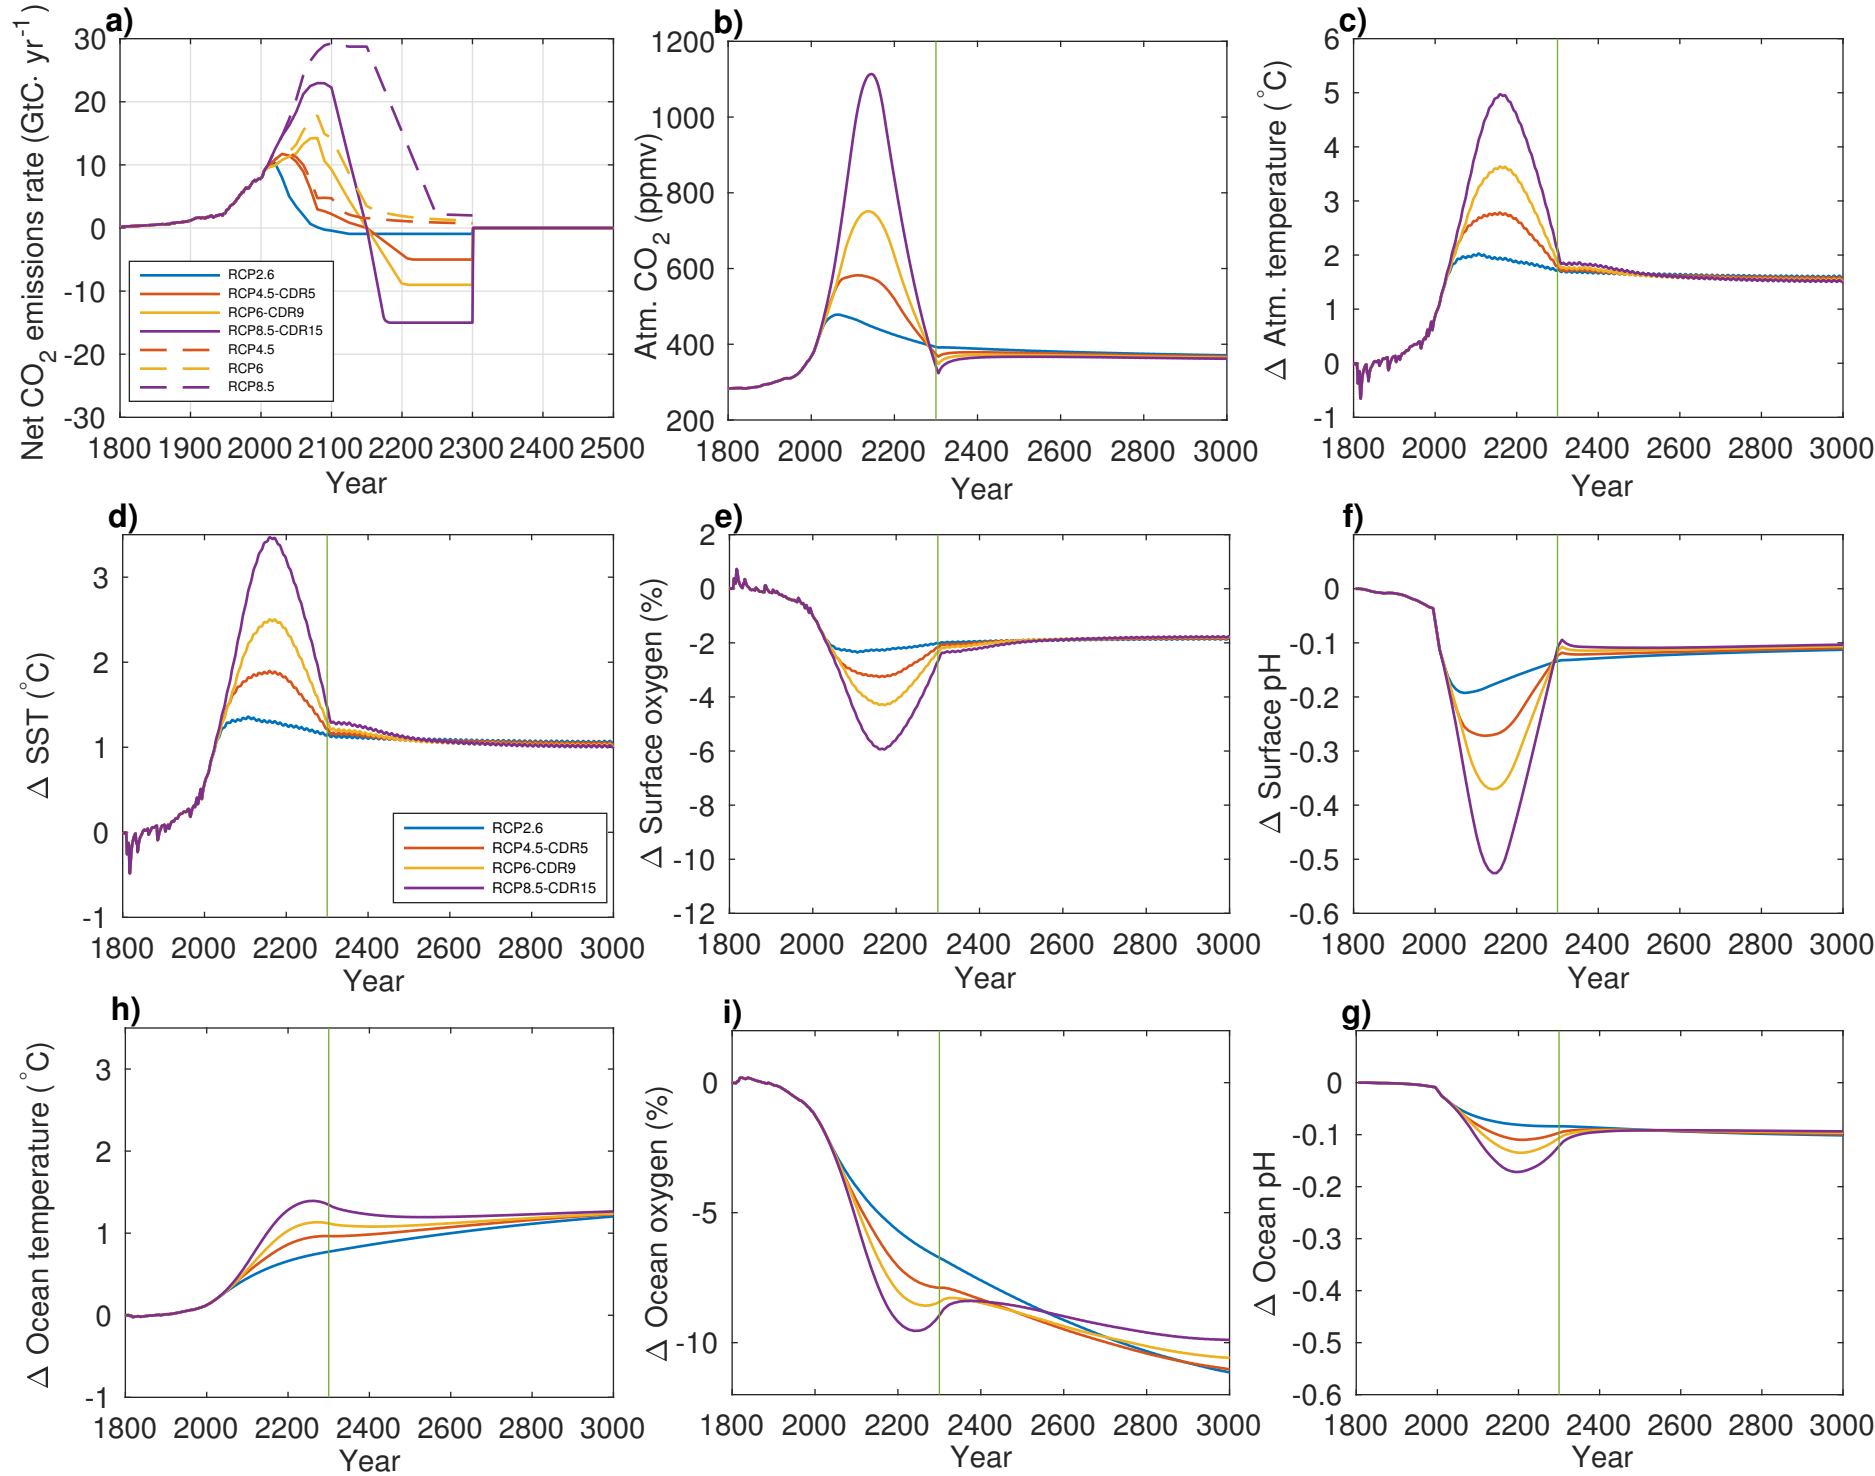 a)
Net CO2 emissions rate (GtC· yr-1 )
30
20
10
0
-10
-20
-30
RCP2.6
RCP4.5-CDR5
RCP6-CDR9
RCP8.5-CDR15
RCP4.5
RCP6
RCP8.5
1800 1900 2000 2100 2200 2300 2400 2500
Year
b)
Atm. CO2 (ppmv)
1200
1000
800
600
400
200
1800 2000 2200 2400 2600 2800 3000
Year
c)
Δ Atm. temperature (°C)
6
5
4
3
2
1
0
-1
1800 2000 2200 2400 2600 2800 3000
Year
d)
Δ SST (°C)
3
2
1
0
-1
RCP2.6
RCP4.5-CDR5
RCP6-CDR9
RCP8.5-CDR15
1800 2000 2200 2400 2600 2800 3000
Year
e)
Δ Surface oxygen (%)
2
0
-2
-4
-6
-8
-10
-12
1800 2000 2200 2400 2600 2800 3000
Year
f)
Δ Surface pH
0
-0.1
-0.2
-0.3
-0.4
-0.5
-0.6
1800 2000 2200 2400 2600 2800 3000
Year
h)
Δ Ocean temperature (°C)
3
2
1
0
-1
1800 2000 2200 2400 2600 2800 3000
Year
i)
Δ Ocean oxygen (%)
0
-5
-10
1800 2000 2200 2400 2600 2800 3000
Year
g)
Δ Ocean pH
0
-0.1
-0.2
-0.3
-0.4
-0.5
-0.6
1800 2000 2200 2400 2600 2800 3000
Year